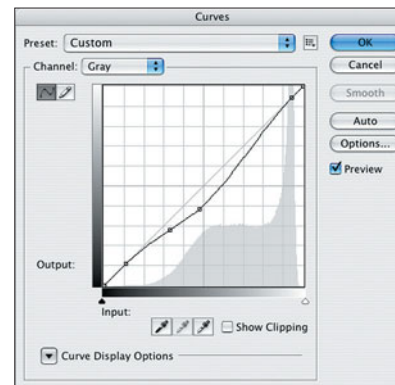 Curves
Preset: Custom
OK
Channel: Gray
Cancel
Smooth
Auto
Options...
Preview
Output:
Input:
Show Clipping
Curve Display Options